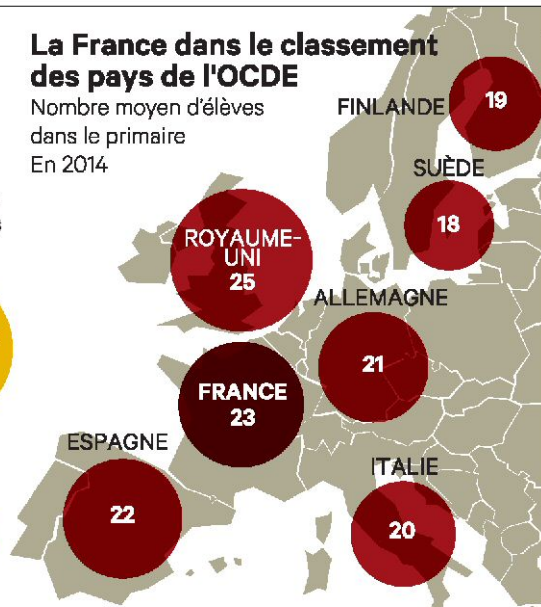 La France dans le classement
des pays de l'OCDE
Nombre moyen d'élèves
dans le primaire
En 2014
FINLANDE
19
SUÈDE
18
ROYAUME-
UNI
25
ALLEMAGNE
21
FRANCE
23
ESPAGNE
22
ITALIE
20